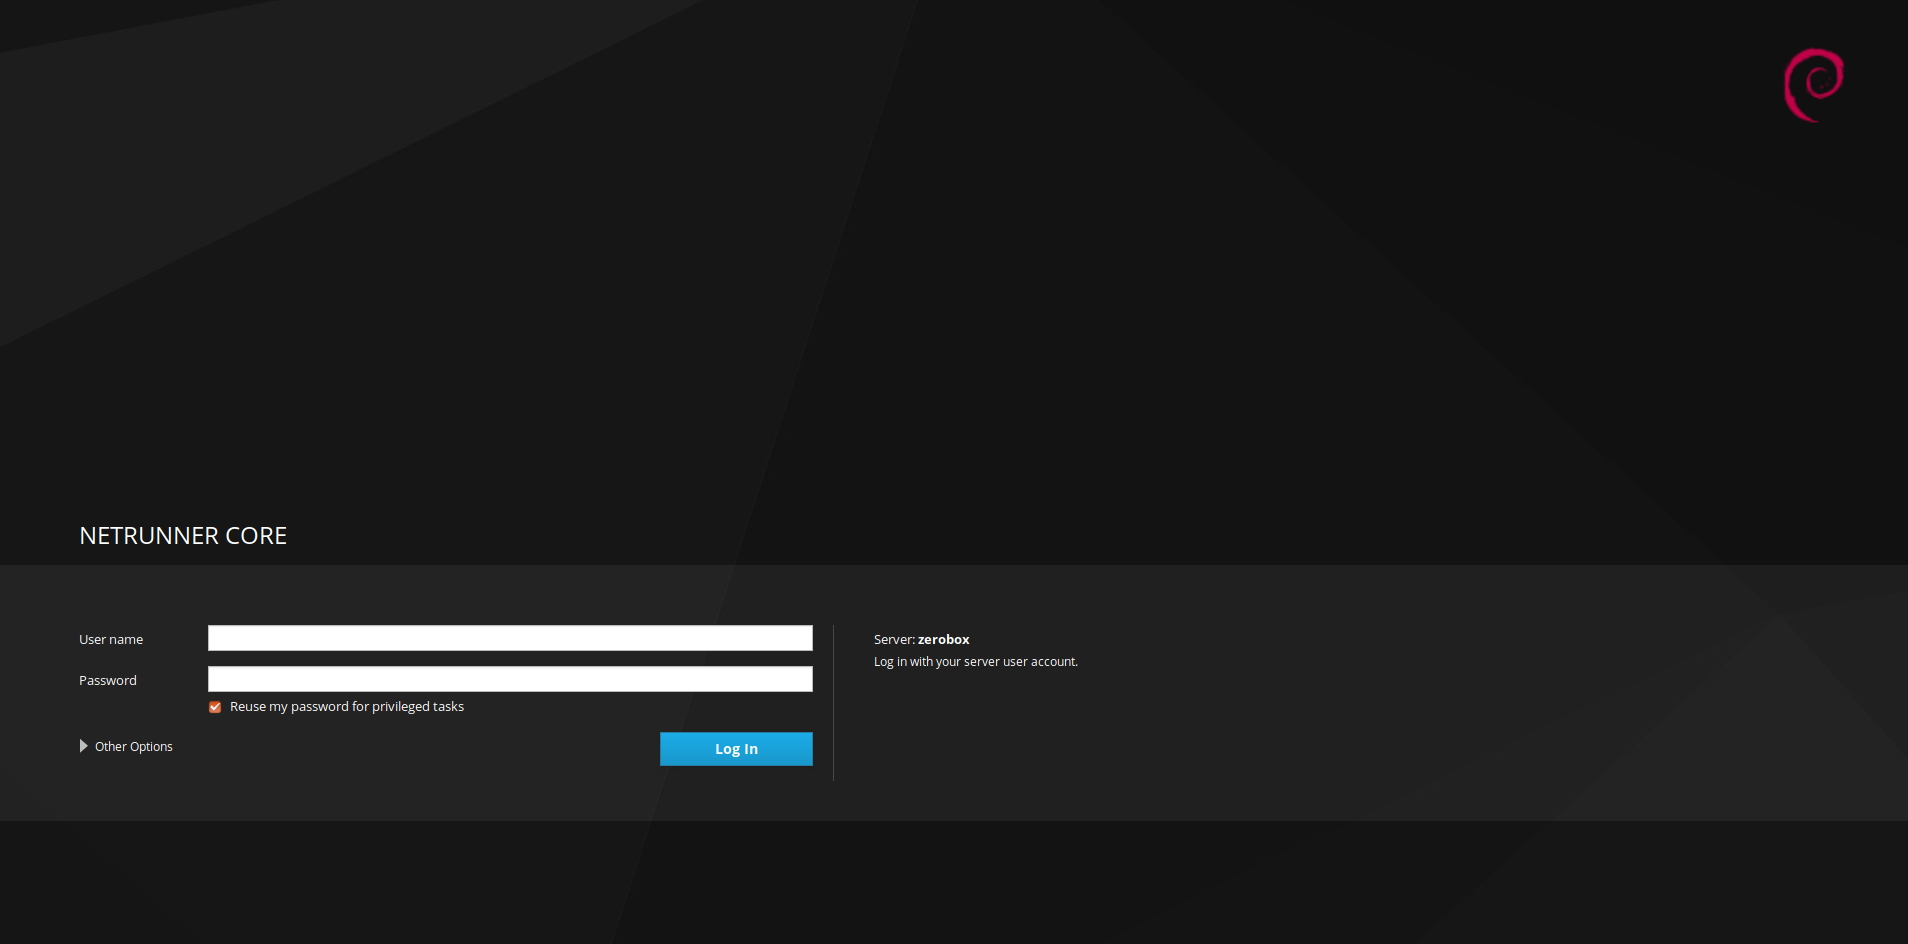 NETRUNNER CORE
User name
Password
Reuse my password for privileged tasks
Other Options
Log In
Server: zerobox
Log in with your server user account.